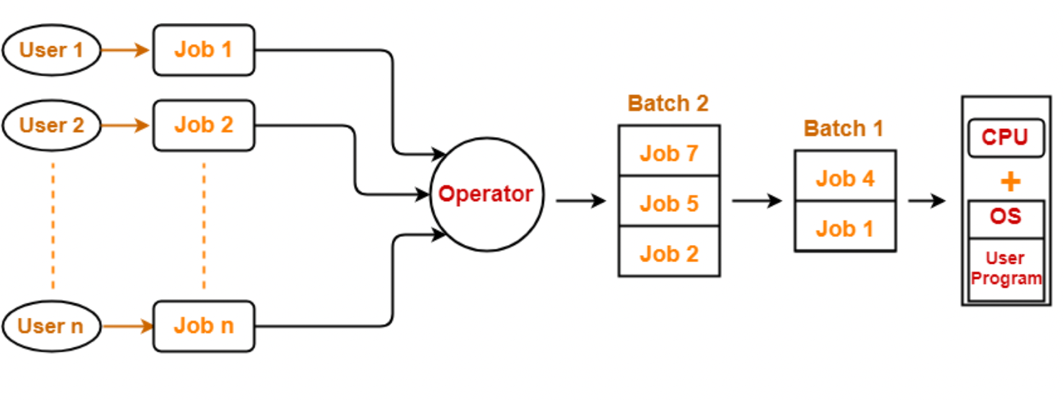 User 1
Job 1
User 2
Job 2
User n
Job n
Operator
Batch 2
Job 7
Job 5
Job 2
Batch 1
Job 4
Job 1
CPU
+
OS
User
Program